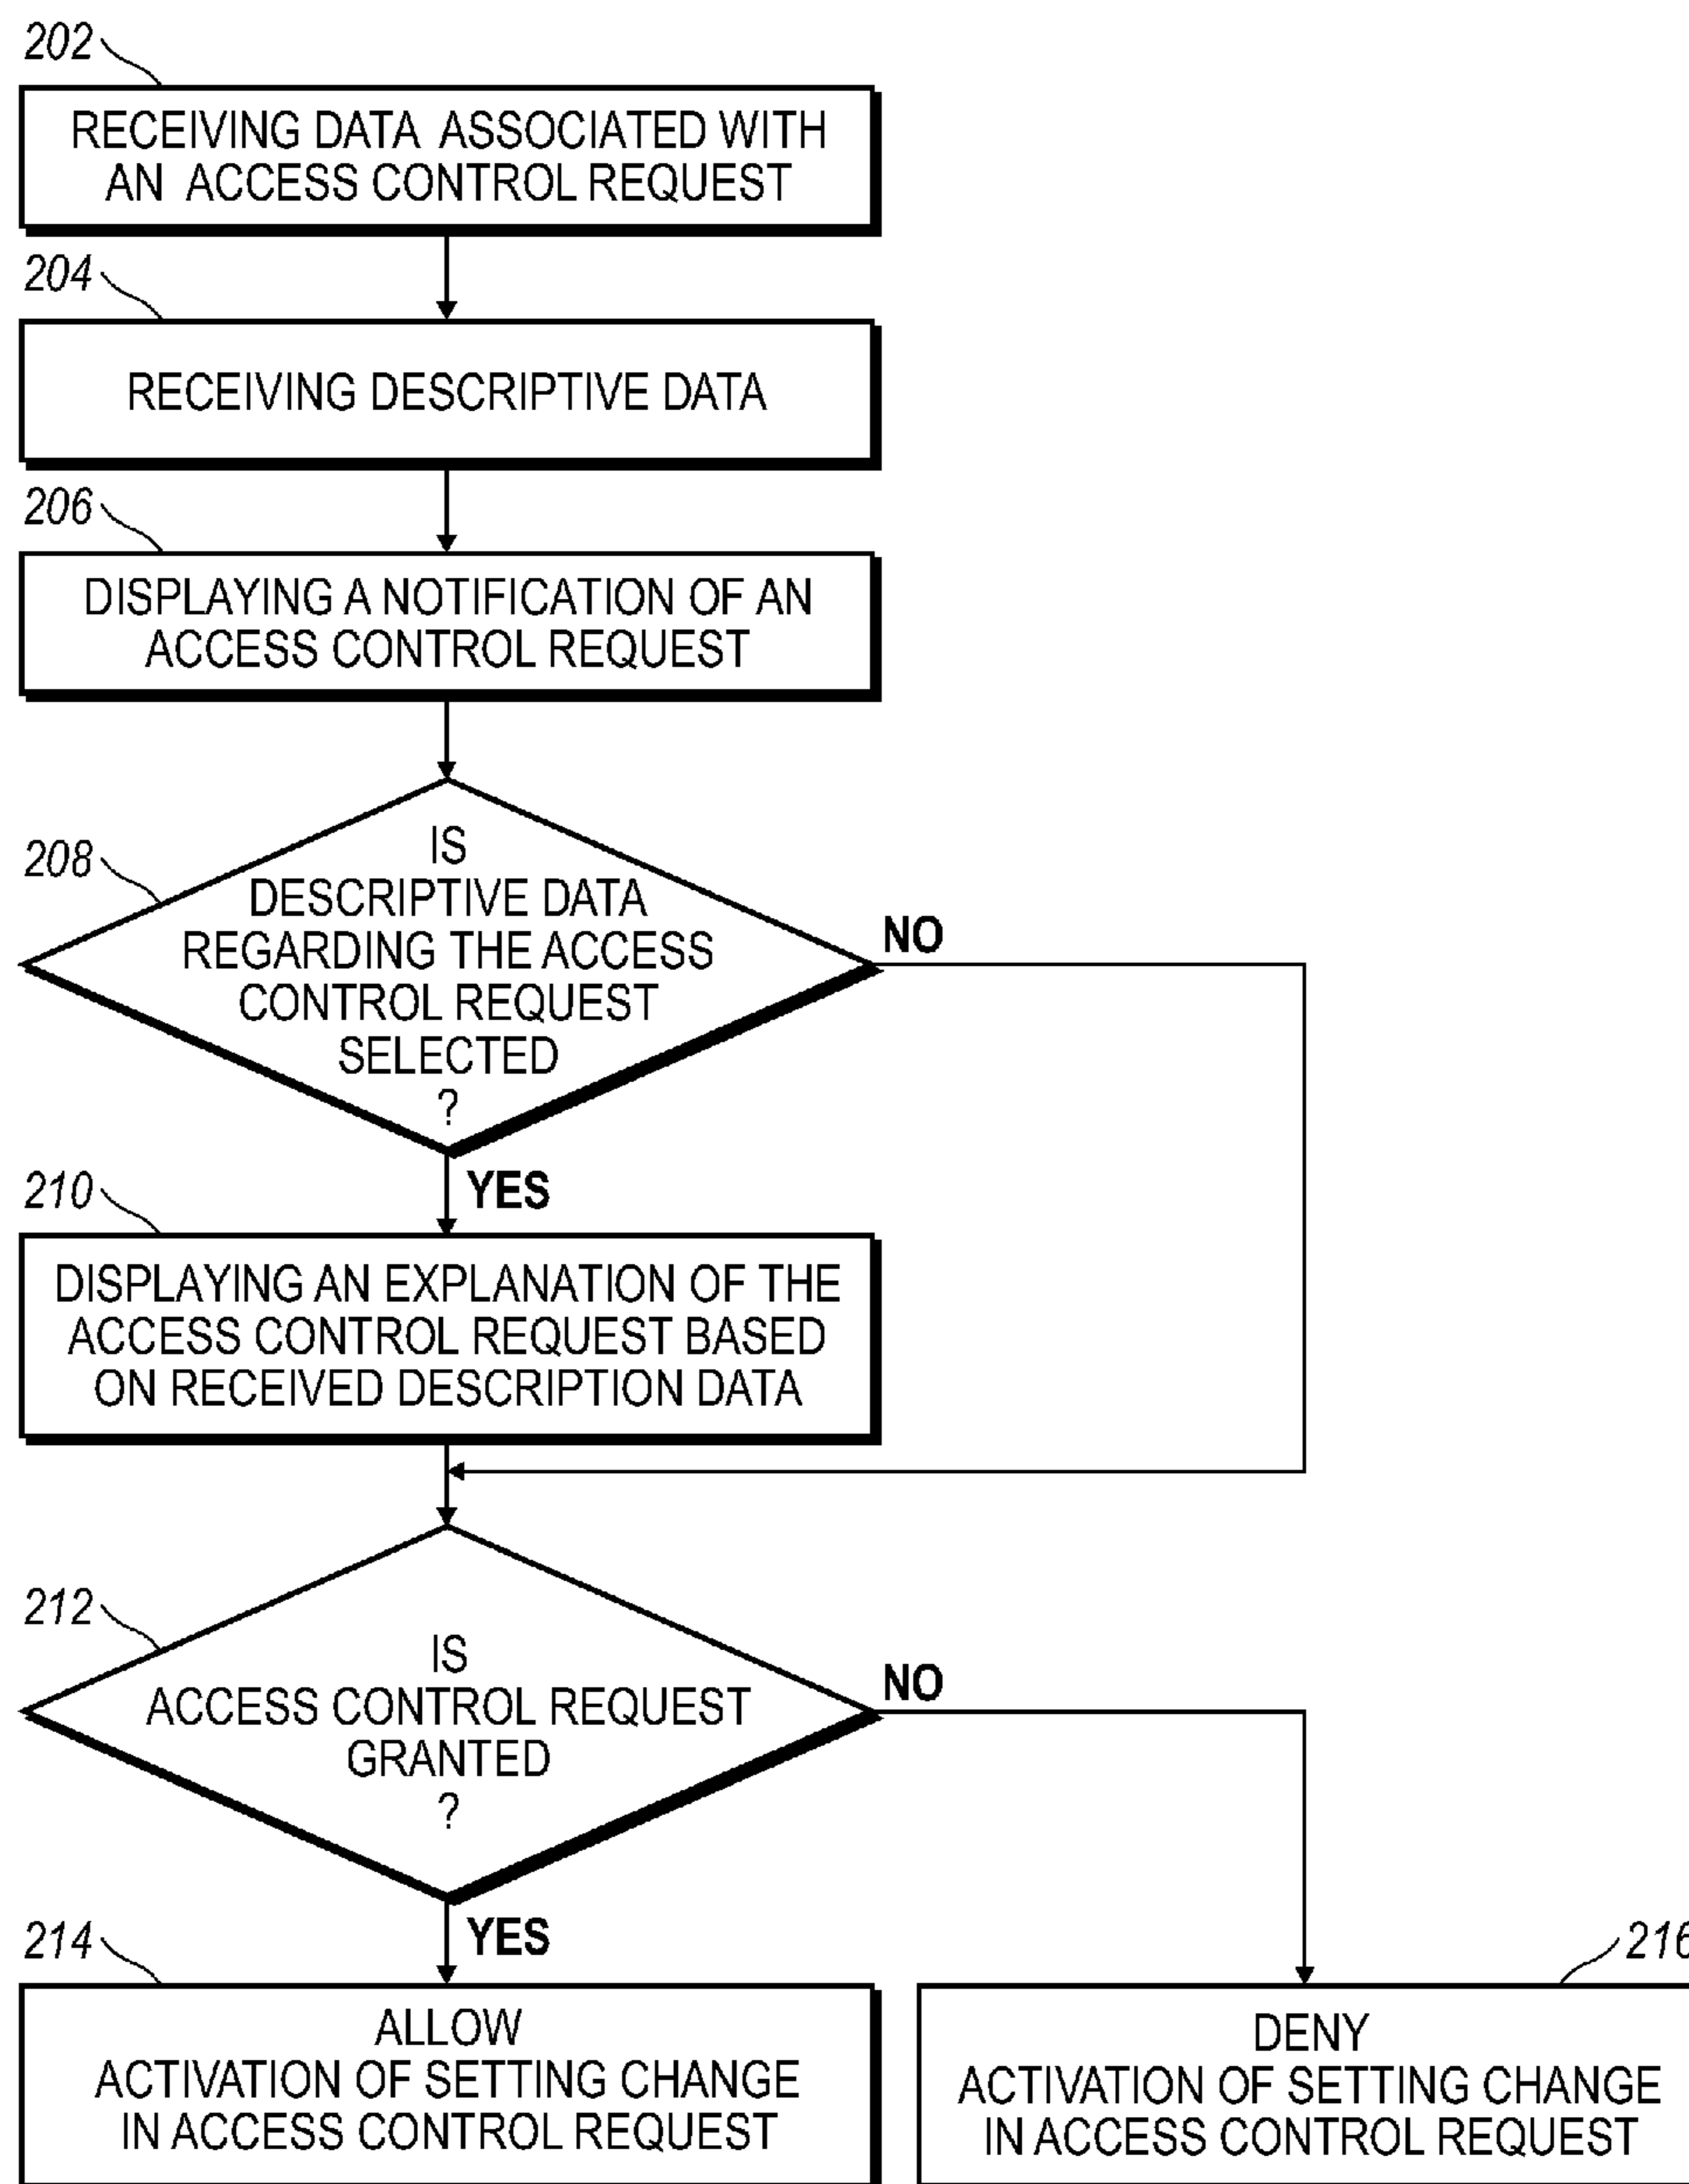 202
RECEIVING DATA ASSOCIATED WITH
AN ACCESS CONTROL REQUEST
204
RECEIVING DESCRIPTIVE DATA
206
DISPLAYING A NOTIFICATION OF AN
ACCESS CONTROL REQUEST
208
IS
DESCRIPTIVE DATA
REGARDING THE ACCESS
CONTROL REQUEST
SELECTED
?
NO
YES
210
DISPLAYING AN EXPLANATION OF THE
ACCESS CONTROL REQUEST BASED
ON RECEIVED DESCRIPTION DATA
212
IS
ACCESS CONTROL REQUEST
GRANTED
?
NO
YES
214
ALLOW
ACTIVATION OF SETTING CHANGE
IN ACCESS CONTROL REQUEST
216
DENY
ACTIVATION OF SETTING CHANGE
IN ACCESS CONTROL REQUEST